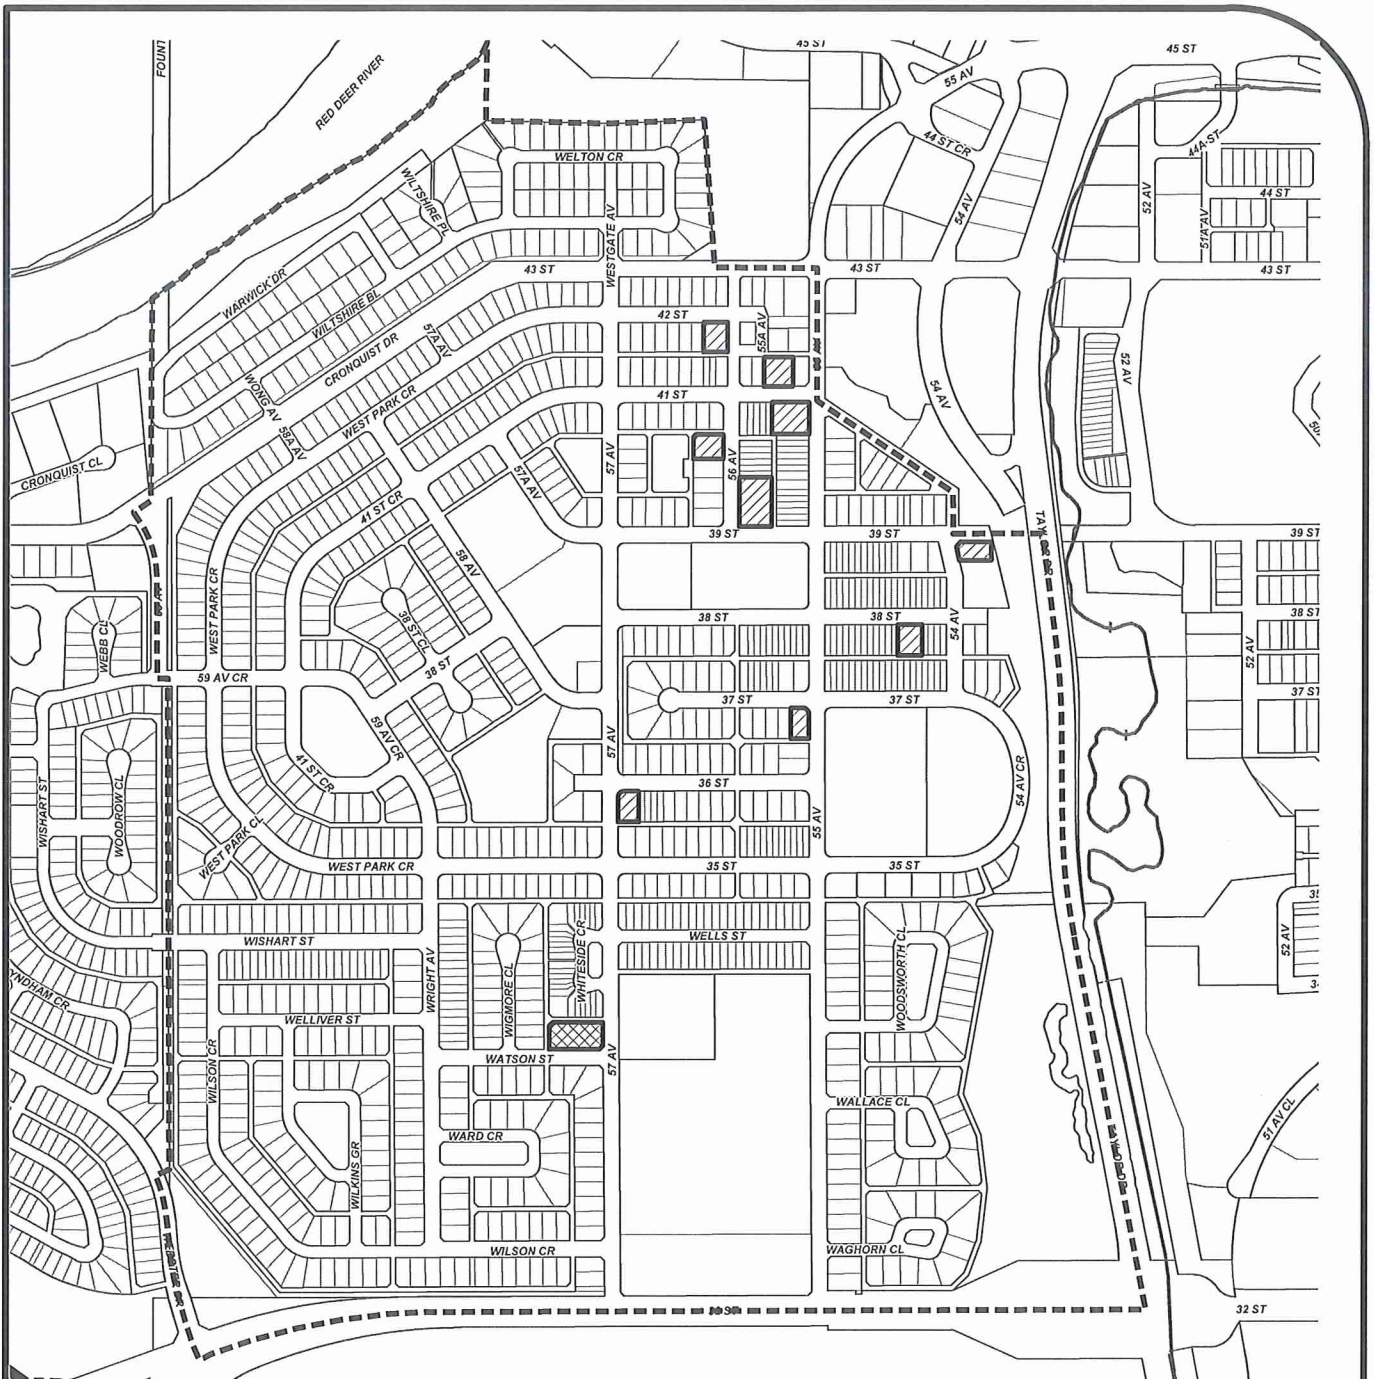 45 ST
45 ST
FOUNT
RED DEER RIVER
55 AV
44 ST CR
44A ST
WELTON CR
WILTSHIRE PL
52 AV
44 ST
54 AV
51A AV
WESTGATE AV
43 ST
43 ST
43 ST
WARWICK DR
WILTSHIRE BL
42 ST
55A AV
57A AV
CRONQUIST DR
52 AV
54 AV
WONG AV
WEST PARK CR
41 ST
58A AV
CRONQUIST CL
57A AV
57 AV
56 AV
41 ST CR
39 ST
39 ST
39 ST
58 AV
WEST PARK CR
38 ST CL
38 ST
38 ST
54 AV
38 ST
WEBB CL
52 AV
38 ST
59 AV CR
37 ST
37 ST
37 ST
59 AV CR
57 AV
41 ST CR
36 ST
54 AV CR
WISHART ST
WOODROW CL
WEST PARK CL
55 AV
WEST PARK CR
35 ST
35 ST
WISHART ST
WHITESIDE CR
WELLS ST
WOODSWORTH CL
52 AV
WRIGHT AV
WIGMORE CL
YNDHAM CR
WELLIVER ST
WATSON ST
57 AV
WILSON CR
WALLACE CL
51 AV CL
WARD CR
WILKINS GR
WILSON CR
WAGHORN CL
32 ST